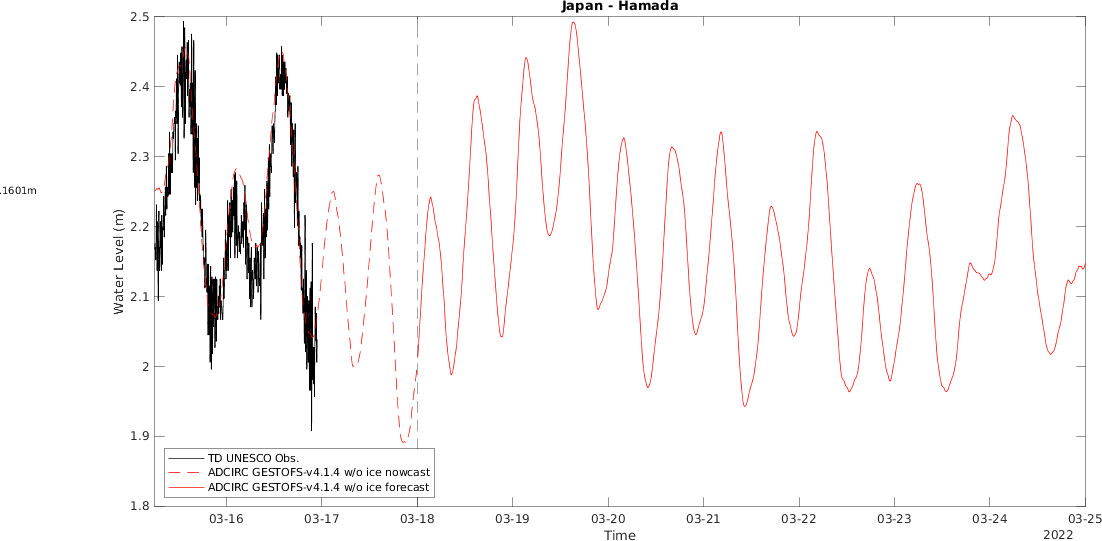 Japan - Hamada
2.5
2.4
2.3
.1601m
2.2
Water Level (m)
2.1
2
1.9
1.8
TD UNESCO Obs.
ADCIRC GESTOFS-v4.1.4 w/o ice nowcast
ADCIRC GESTOFS-v4.1.4 w/o ice forecast
03-16 03-17 03-18 03-19 03-20 03-21 03-22 03-23 03-24 03-25
Time
2022